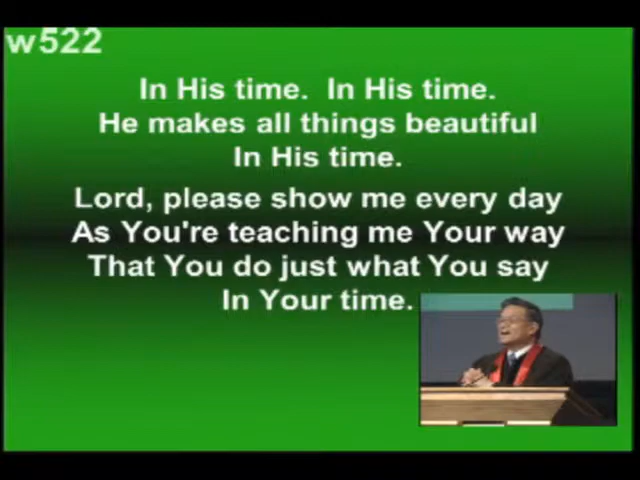 w522
In His time.  In His time.
He makes all things beautiful
In His time.
Lord, please show me every day
As You're teaching me Your way
That You do just what You say
In Your time.